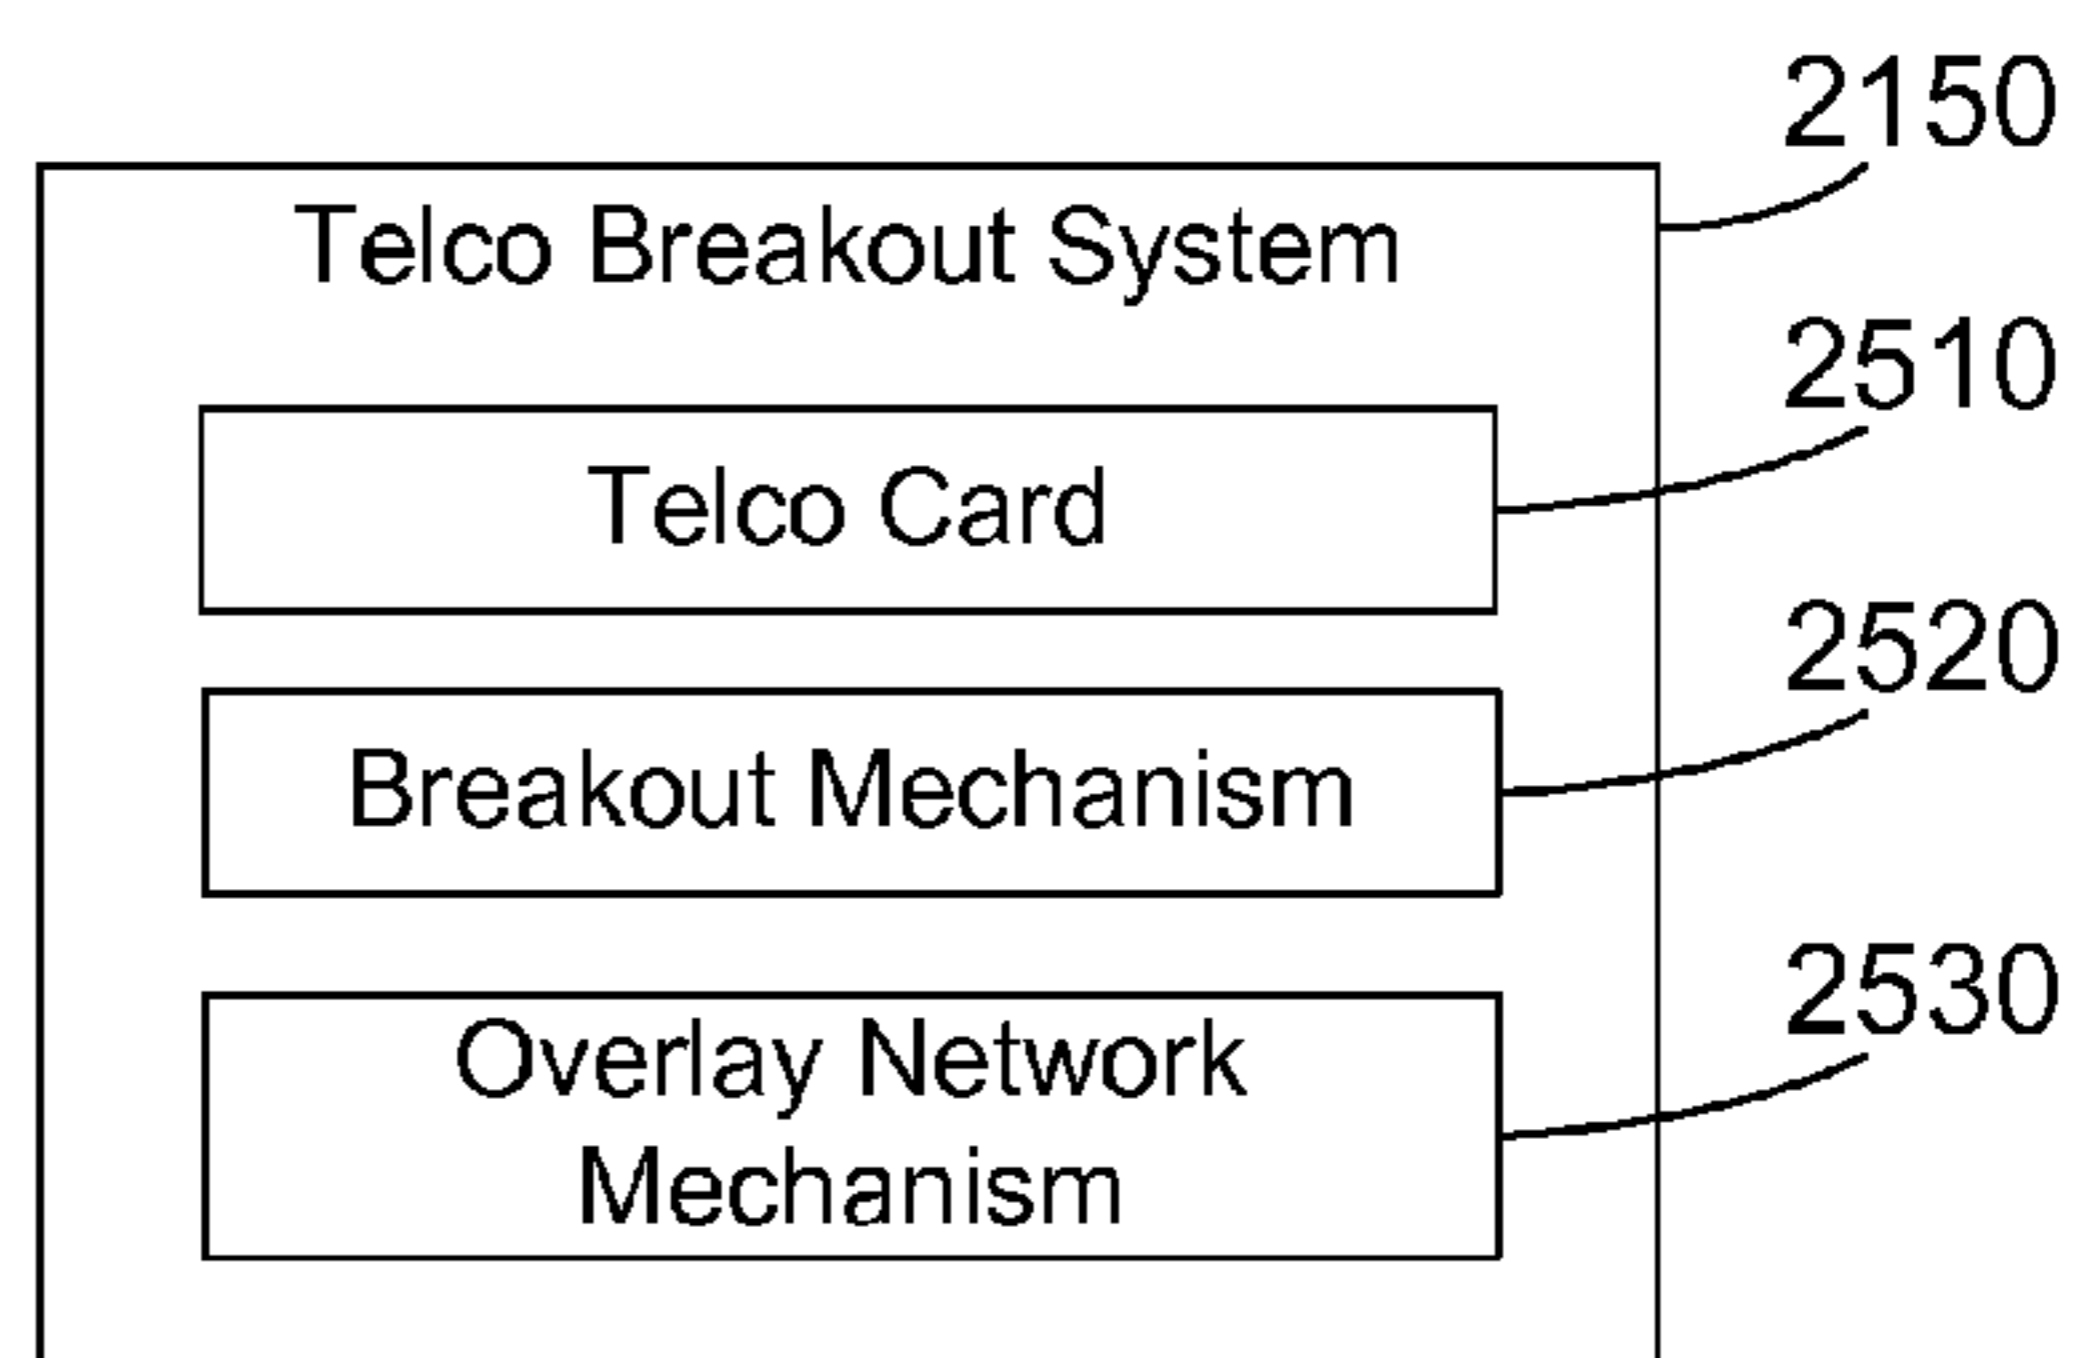 2150
Telco Breakout System
2510
Telco Card
2520
Breakout Mechanism
2530
Overlay Network
Mechanism